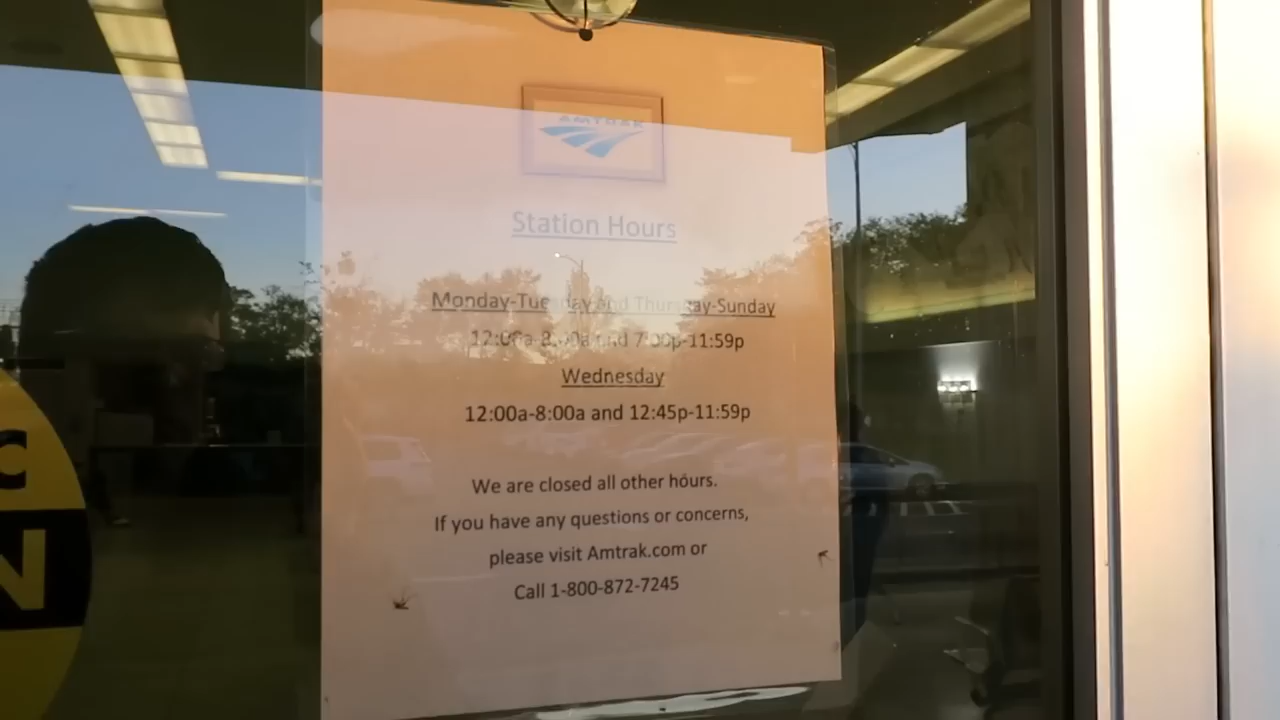 AMTRAK
Station Hours
Monday-Tuesday and Thursday-Sunday
12:00a-8:00a and 7:00p-11:59p
Wednesday
12:00a-8:00a and 12:45p-11:59p
We are closed all other hours.
If you have any questions or concerns,
please visit Amtrak.com or
Call 1-800-872-7245
C
N